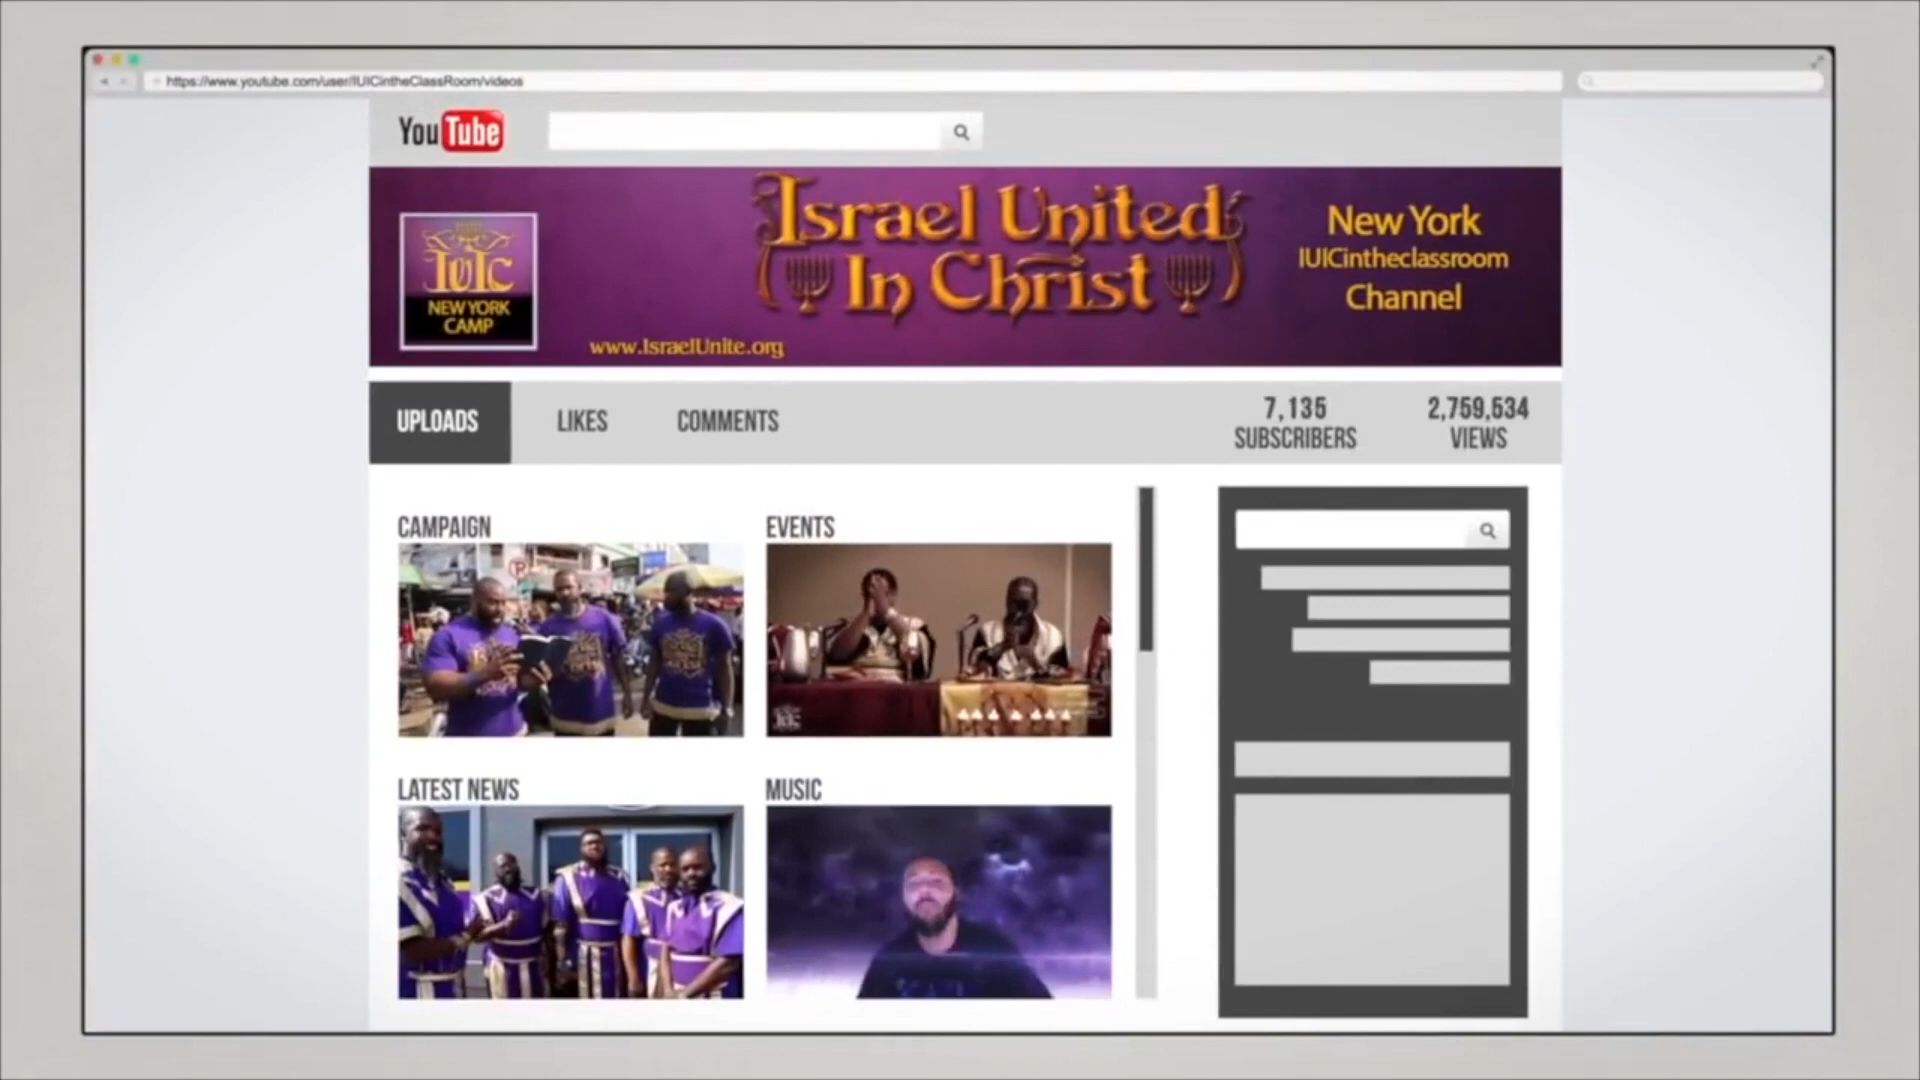 https://www.youtube.com/user/IUICintheClassRoom/videos
YouTube
Israel United
In Christ
New York
IUICintheclassroom
Channel
IUIC
NEW YORK
CAMP
www.IsraelUnite.org
UPLOADS
LIKES
COMMENTS
7,135
SUBSCRIBERS
2,759,534
VIEWS
CAMPAIGN
EVENTS
LATEST NEWS
MUSIC